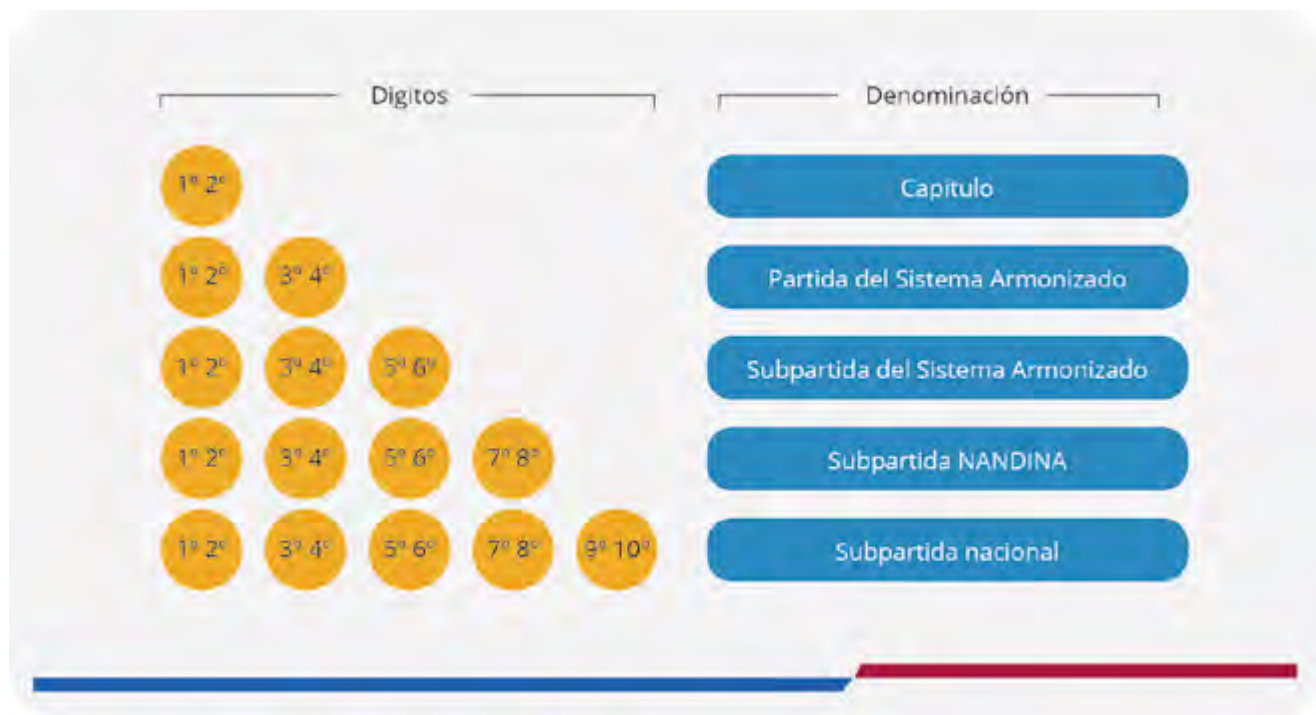 Digitos
Denominación
1º 2º
Capitulo
1º 2º 3º 4º
Partida del Sistema Armonizado
1º 2º 3º 4º 5º 6º
Subpartida del Sistema Armonizado
1º 2º 3º 4º 5º 6º 7º 8º
Subpartida NANDINA
1º 2º 3º 4º 5º 6º 7º 8º 9º 10º
Subpartida nacional